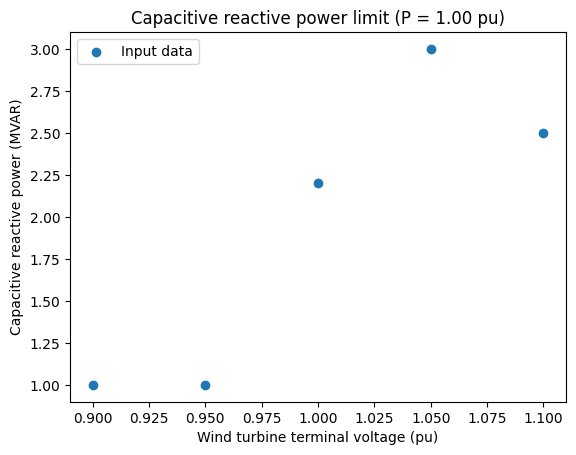 Capacitive reactive power limit (P = 1.00 pu)
Input data
Capacitive reactive power (MVAR)
3.00
2.75
2.50
2.25
2.00
1.75
1.50
1.25
1.00
0.900 0.925 0.950 0.975 1.000 1.025 1.050 1.075 1.100
Wind turbine terminal voltage (pu)